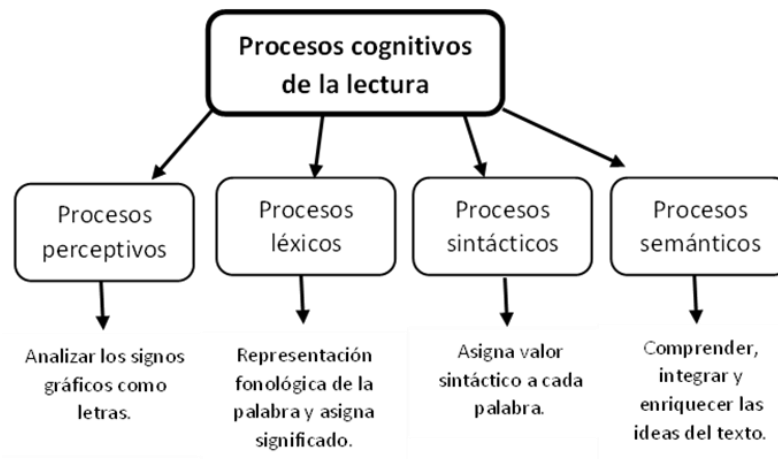 Procesos cognitivos
de la lectura
Procesos
perceptivos
Procesos
léxicos
Procesos
sintácticos
Procesos
semánticos
Analizar los signos
gráficos como
letras.
Representación
fonológica de la
palabra y asigna
significado.
Asigna valor
sintáctico a cada
palabra.
Comprender,
integrar y
enriquecer las
ideas del texto.